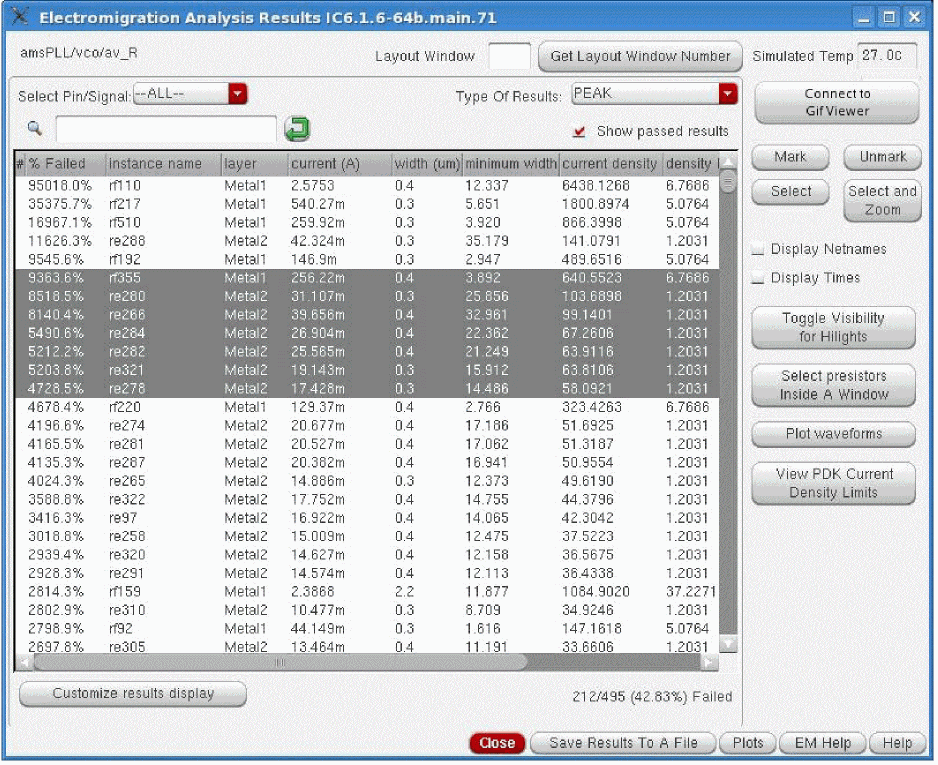 Electromigration Analysis Results IC6.1.6-64b.main.71
amsPLL/vco/av_R
Layout Window
Get Layout Window Number
Simulated Temp 27.0c
Select Pin/Signal: --ALL--
Type Of Results: PEAK
Connect to
Gif Viewer
Show passed results
# % Failed instance name layer current (A) width (um) minimum width current density density
95018.0% rf110 Metal1 2.5753 0.4 12.337 6438.1268 6.7686
35375.7% rf217 Metal1 540.27m 0.3 5.651 1800.8974 5.0764
16967.1% rf510 Metal1 259.92m 0.3 3.920 866.3998 5.0764
11626.3% re288 Metal2 42.324m 0.3 35.179 141.0791 1.2031
9545.6% rf192 Metal1 146.9m 0.3 2.947 489.6516 5.0764
9363.6% rf355 Metal1 256.22m 0.4 3.892 640.5523 6.7686
8518.5% re280 Metal2 31.107m 0.3 25.856 103.6898 1.2031
8140.4% re266 Metal2 39.656m 0.4 32.961 99.1401 1.2031
5490.6% re284 Metal2 26.904m 0.4 22.362 67.2606 1.2031
5212.2% re282 Metal2 25.565m 0.4 21.249 63.9116 1.2031
5203.8% re321 Metal2 19.143m 0.3 15.912 63.8106 1.2031
4728.5% re278 Metal2 17.428m 0.3 14.486 58.0921 1.2031
4678.4% rf220 Metal1 129.37m 0.4 2.766 323.4263 6.7686
4196.6% re274 Metal2 20.677m 0.4 17.186 51.6925 1.2031
4165.5% re281 Metal2 20.527m 0.4 17.062 51.3187 1.2031
4135.3% re287 Metal2 20.382m 0.4 16.941 50.9554 1.2031
4024.3% re265 Metal2 14.886m 0.3 12.373 49.6190 1.2031
3588.8% re322 Metal2 17.752m 0.4 14.755 44.3796 1.2031
3416.3% re97 Metal2 16.922m 0.4 14.065 42.3042 1.2031
3018.8% re258 Metal2 15.009m 0.4 12.475 37.5223 1.2031
2939.4% re320 Metal2 14.627m 0.4 12.158 36.5675 1.2031
2928.3% re291 Metal2 14.574m 0.4 12.113 36.4338 1.2031
2814.3% rf159 Metal1 2.3868 2.2 11.877 1084.9020 37.2271
2802.9% re310 Metal2 10.477m 0.3 8.709 34.9246 1.2031
2798.9% rf92 Metal1 44.149m 0.3 1.616 147.1618 5.0764
2697.8% re305 Metal2 13.464m 0.4 11.191 33.6606 1.2031
Mark
Unmark
Select
Select and
Zoom
Display Netnames
Display Times
Toggle Visibility
for Hilights
Select presistors
Inside A Window
Plot waveforms
View PDK Current
Density Limits
Customize results display
212/495 (42.83%) Failed
Close
Save Results To A File
Plots
EM Help
Help